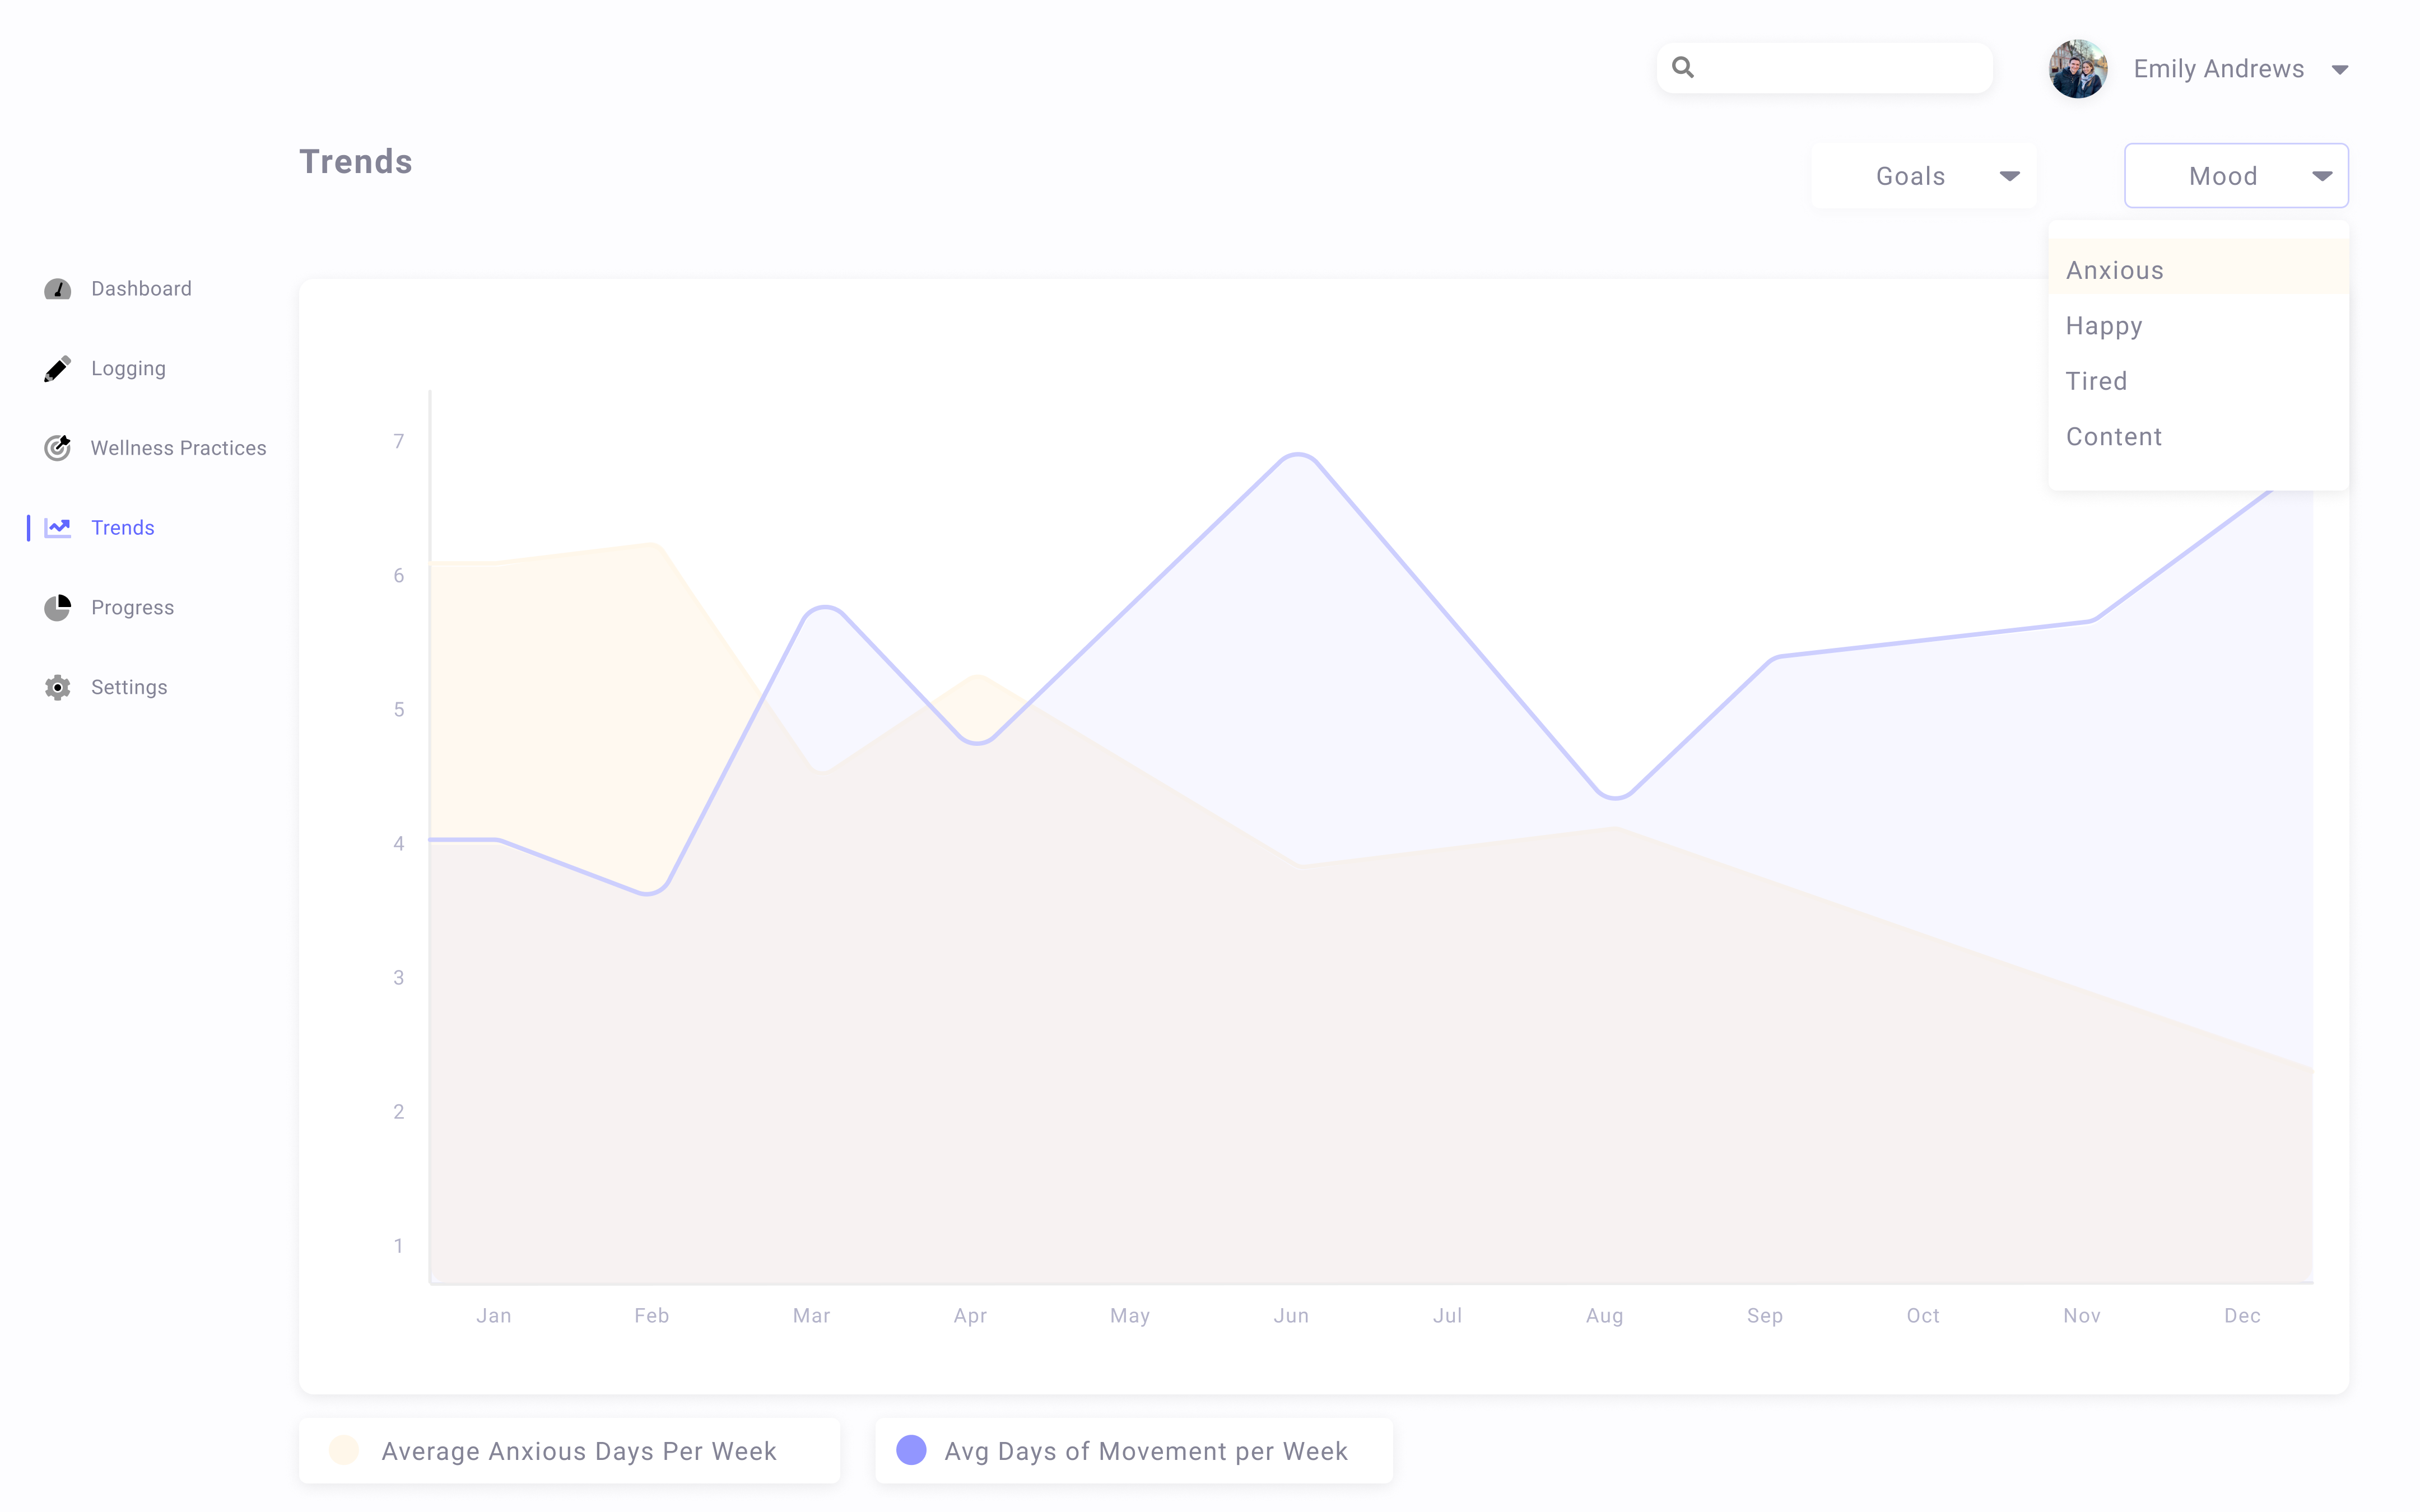 Emily Andrews
Trends
Goals
Mood
Anxious
Happy
Tired
Content
Dashboard
Logging
Wellness Practices
Trends
Progress
Settings
7
6
5
4
3
2
1
Jan Feb Mar Apr May Jun Jul Aug Sep Oct Nov Dec
Average Anxious Days Per Week
Avg Days of Movement per Week